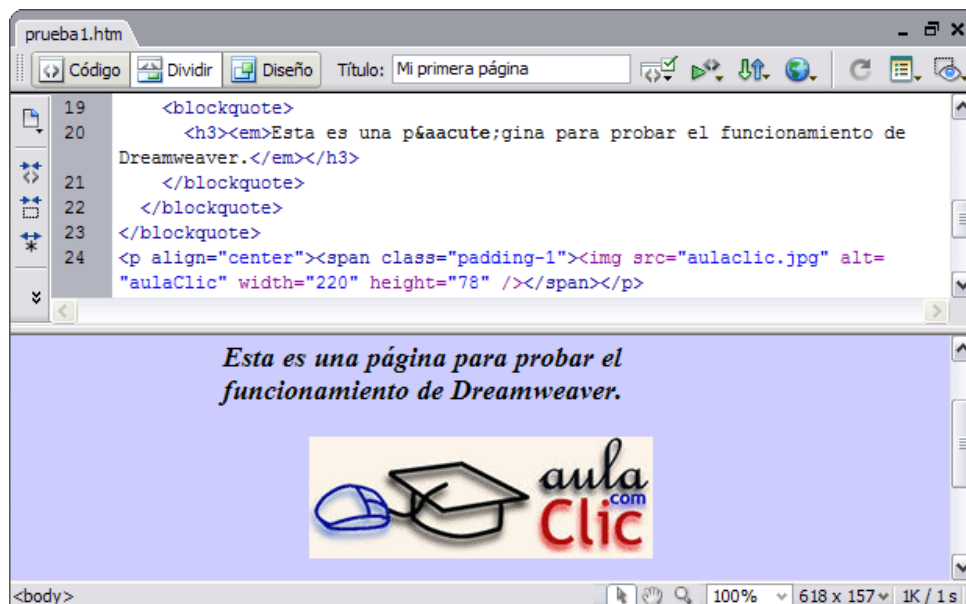 prueba1.htm
Código Dividir Diseño Título: Mi primera página
19 <blockquote>
20 <h3><em>Esta es una p&aacute;gina para probar el funcionamiento de
Dreamweaver.</em></h3>
21 </blockquote>
22 </blockquote>
23 </blockquote>
24 <p align="center"><span class="padding-1"><img src="aulaclic.jpg" alt=
"aulaClic" width="220" height="78" /></span></p>
Esta es una página para probar el
funcionamiento de Dreamweaver.
aula
com
Clic
<body> 100% 618 x 157 1K / 1 s